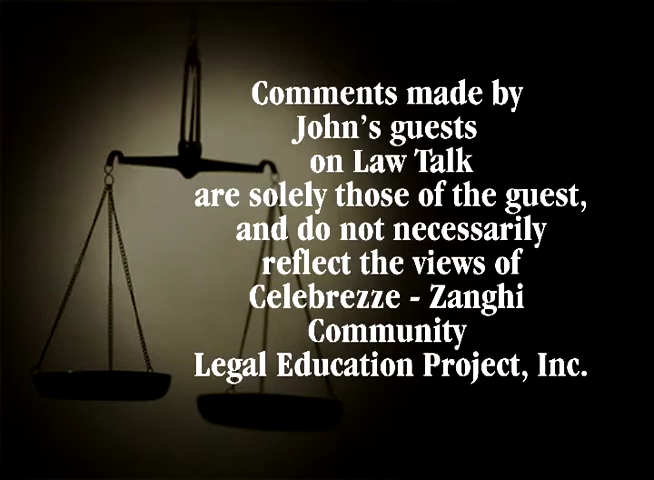 Comments made by
John's guests
on Law Talk
are solely those of the guest,
and do not necessarily
reflect the views of
Celebrezze - Zanghi
Community
Legal Education Project, Inc.